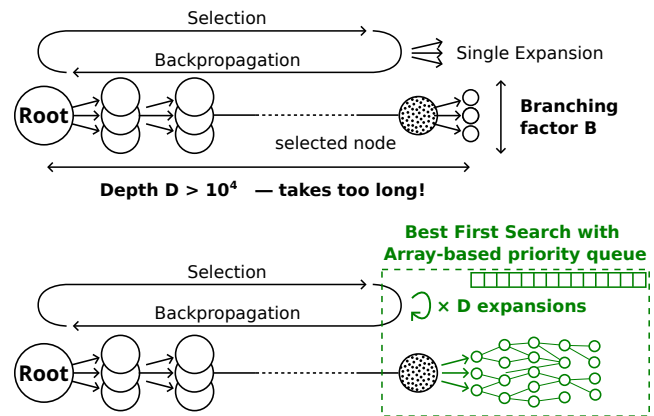 Selection
Backpropagation
Single Expansion
Root
Branching
factor B
selected node
Depth D > 10⁴ — takes too long!
Best First Search with
Array-based priority queue
Selection
Backpropagation
× D expansions
Root